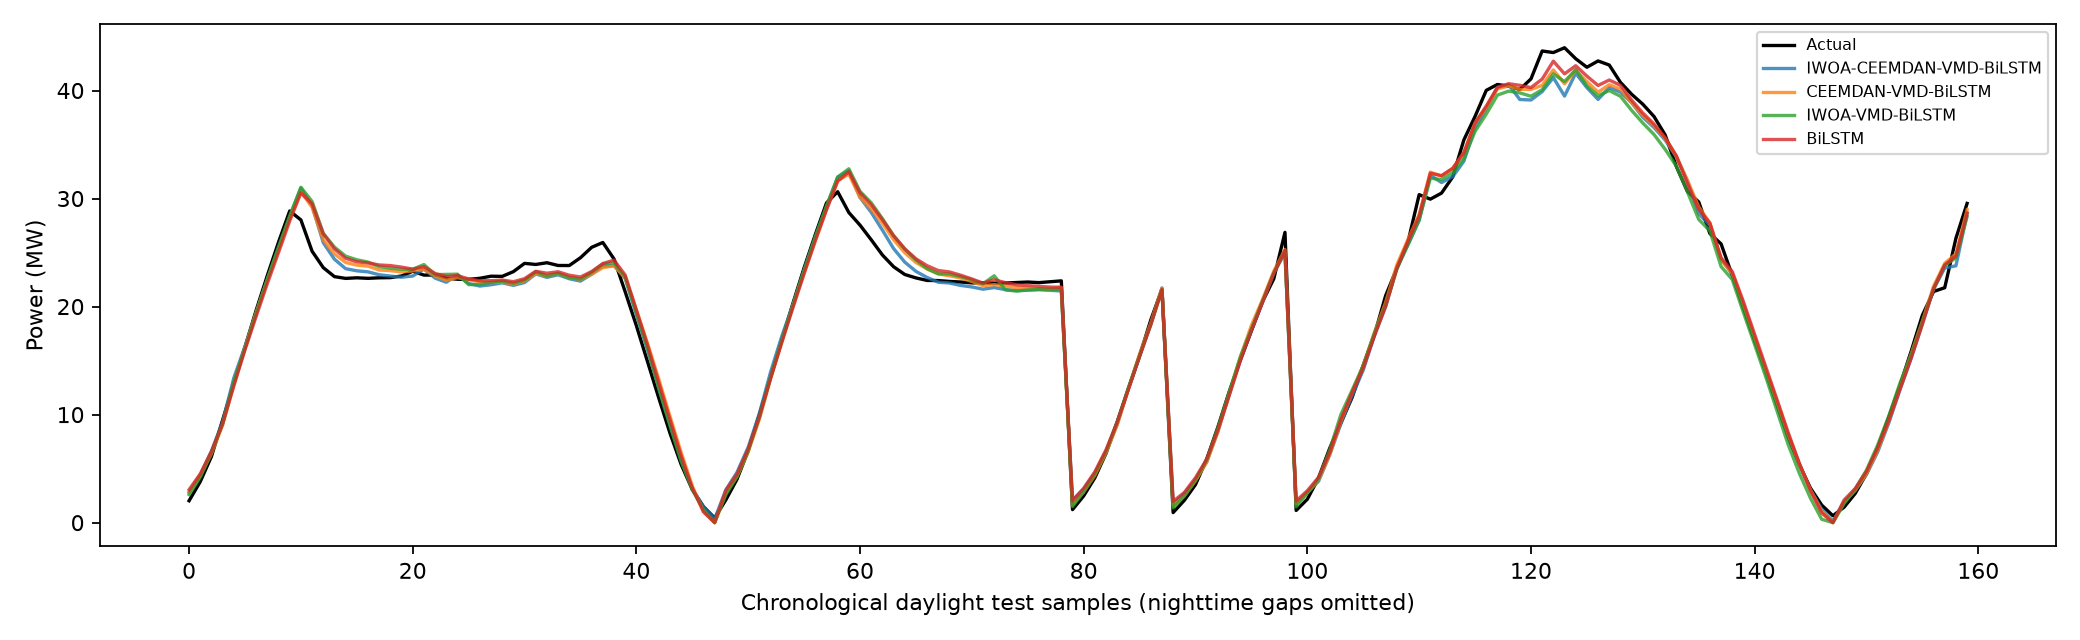 Power (MW)
40
30
20
10
0
0 20 40 60 80 100 120 140 160
Chronological daylight test samples (nighttime gaps omitted)
Actual
IWOA-CEEMDAN-VMD-BiLSTM
CEEMDAN-VMD-BiLSTM
IWOA-VMD-BiLSTM
BiLSTM